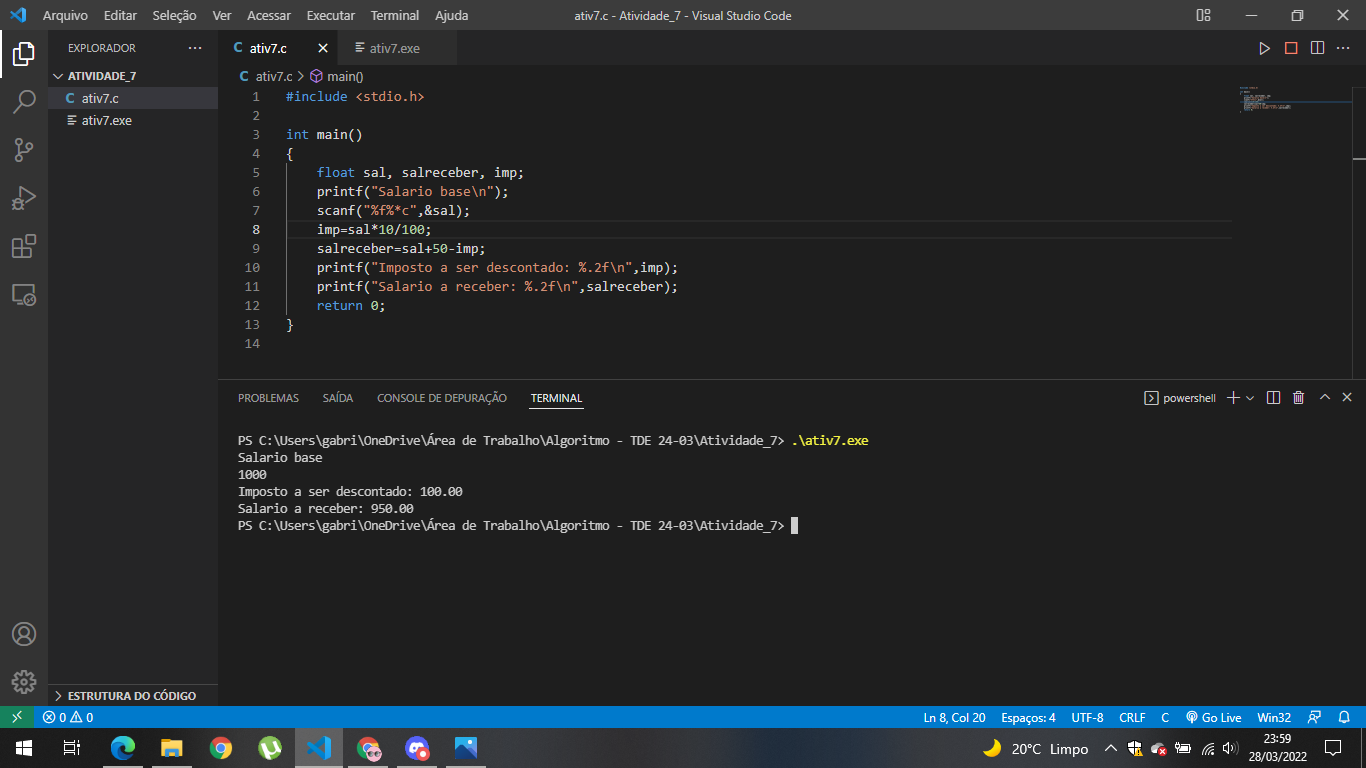 Arquivo Editar Seleção Ver Acessar Executar Terminal Ajuda ativ7.c - Atividade_7 - Visual Studio Code
EXPLORADOR
ATIVIDADE_7
ativ7.c
ativ7.exe
ESTRUTURA DO CÓDIGO
ativ7.c ativ7.exe
ativ7.c > main()
1 #include <stdio.h>
2
3 int main()
4 {
5 float sal, salreceber, imp;
6 printf("Salario base\n");
7 scanf("%f%*c",&sal);
8 imp=sal*10/100;
9 salreceber=sal+50-imp;
10 printf("Imposto a ser descontado: %.2f\n",imp);
11 printf("Salario a receber: %.2f\n",salreceber);
12 return 0;
13 }
14
PROBLEMAS SAÍDA CONSOLE DE DEPURAÇÃO TERMINAL powershell
PS C:\Users\gabri\OneDrive\Área de Trabalho\Algoritmo - TDE 24-03\Atividade_7> .\ativ7.exe
Salario base
1000
Imposto a ser descontado: 100.00
Salario a receber: 950.00
PS C:\Users\gabri\OneDrive\Área de Trabalho\Algoritmo - TDE 24-03\Atividade_7>
0 0 Ln 8, Col 20 Espaços: 4 UTF-8 CRLF C Go Live Win32
20°C Limpo
23:59
28/03/2022